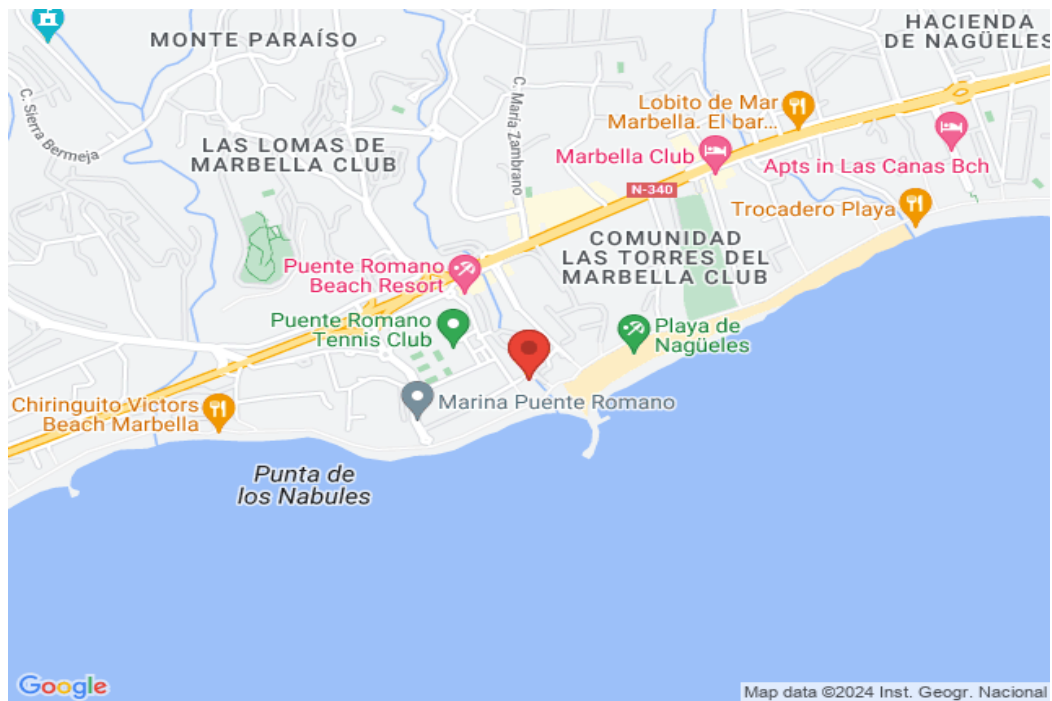 HACIENDA
DE NAGÜELES
MONTE PARAÍSO
C. Sierra Bermeja
C. María Zambrano
Lobito de Mar
Marbella. El bar...
LAS LOMAS DE
MARBELLA CLUB
Marbella Club
Apts in Las Canas Bch
N-340
Trocadero Playa
COMUNIDAD
LAS TORRES DEL
MARBELLA CLUB
Puente Romano
Beach Resort
Puente Romano
Tennis Club
Playa de
Nagüeles
Marina Puente Romano
Chiringuito Victors
Beach Marbella
Punta de
los Nabules
Google
Map data ©2024 Inst. Geogr. Nacional